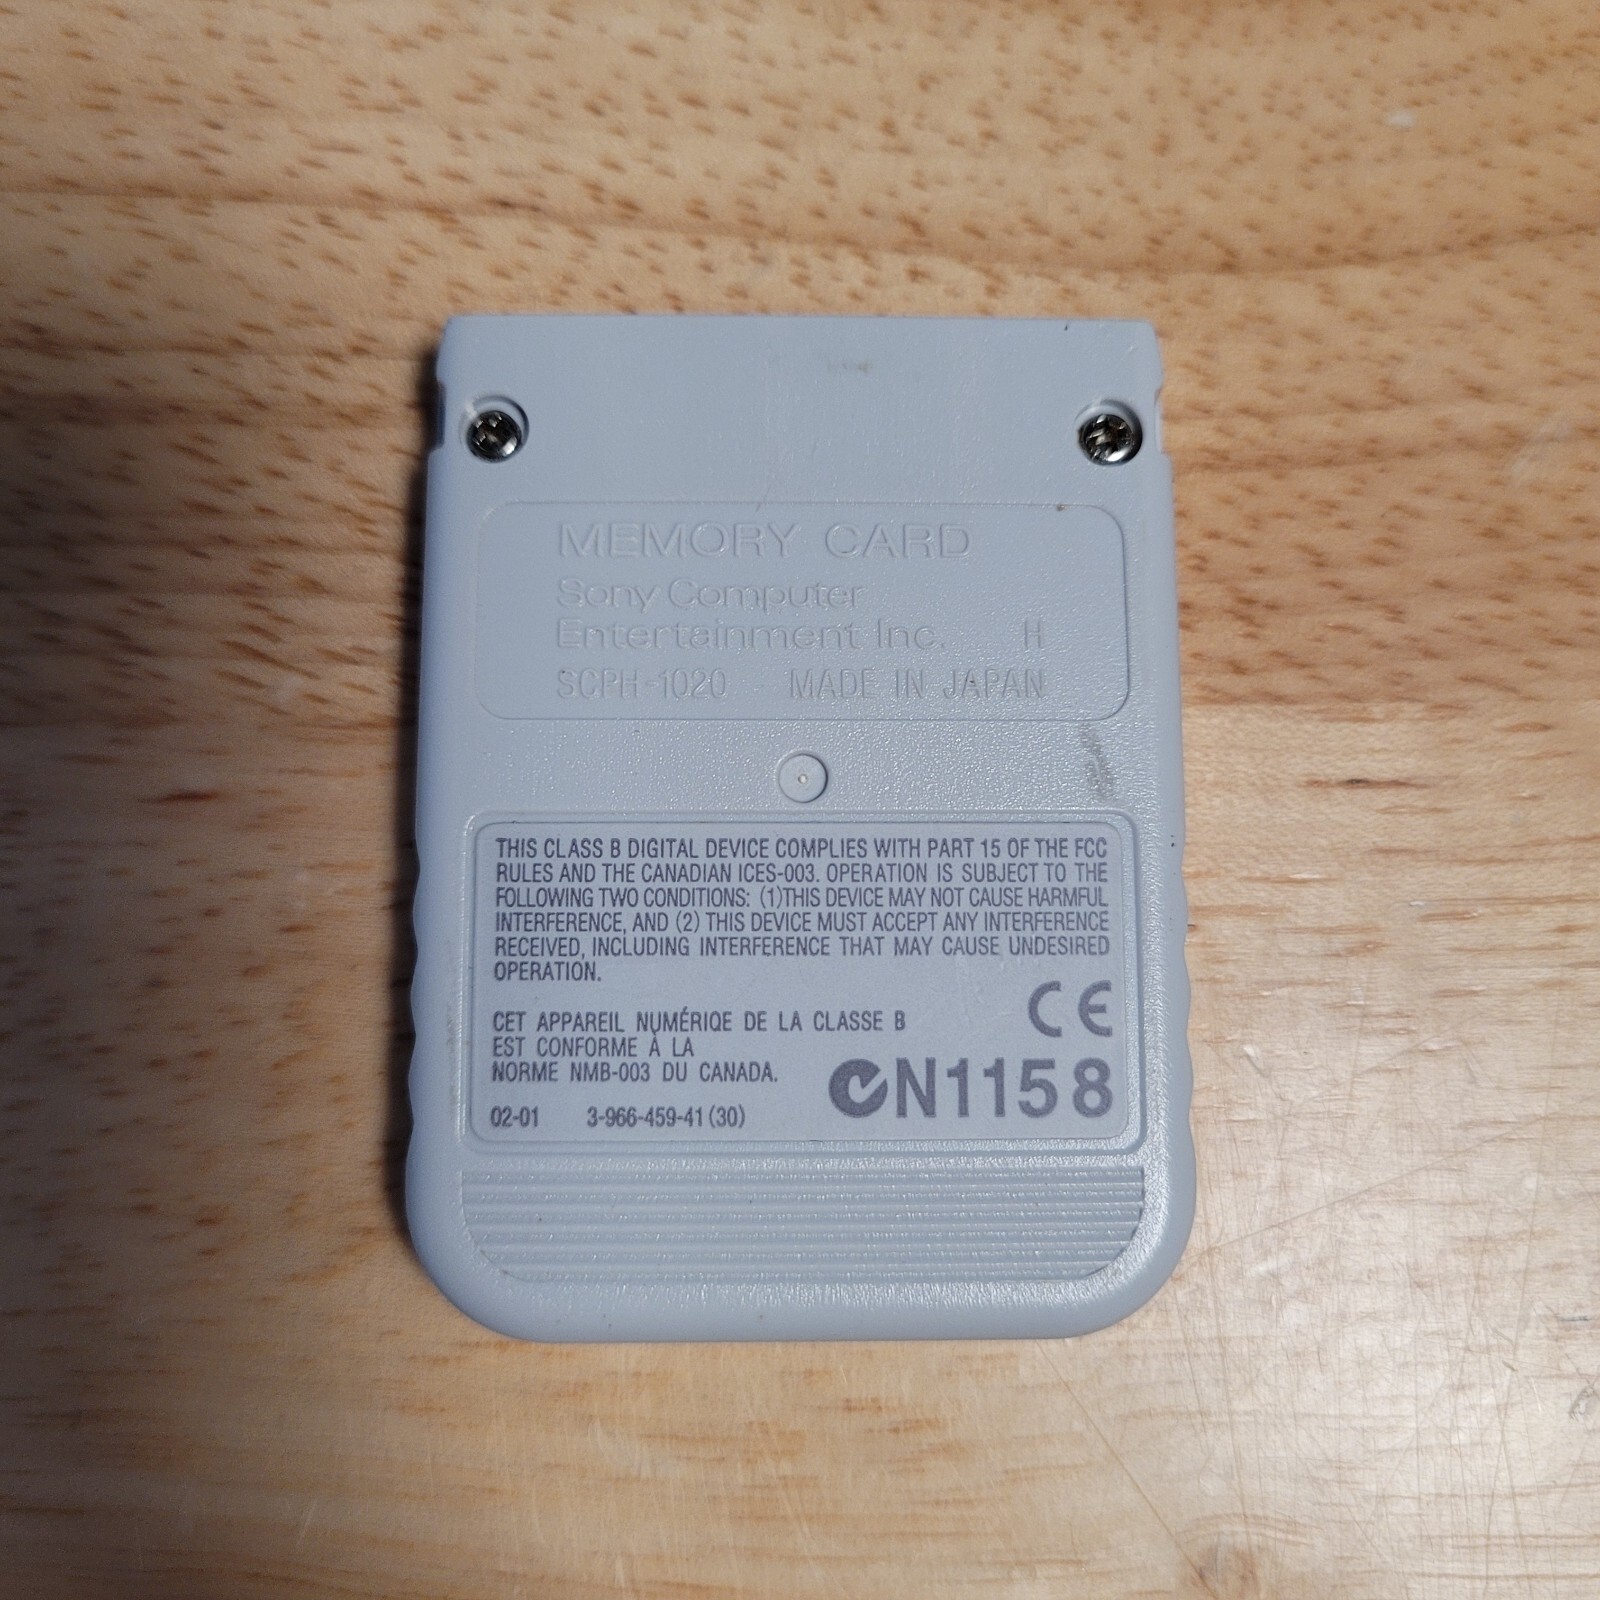 MEMORY CARD
Sony Computer
Entertainment Inc. H
SCPH-1020 MADE IN JAPAN
THIS CLASS B DIGITAL DEVICE COMPLIES WITH PART 15 OF THE FCC
RULES AND THE CANADIAN ICES-003. OPERATION IS SUBJECT TO THE
FOLLOWING TWO CONDITIONS: (1)THIS DEVICE MAY NOT CAUSE HARMFUL
INTERFERENCE, AND (2) THIS DEVICE MUST ACCEPT ANY INTERFERENCE
RECEIVED, INCLUDING INTERFERENCE THAT MAY CAUSE UNDESIRED
OPERATION.
CE
CET APPAREIL NUMÉRIQE DE LA CLASSE B
EST CONFORME À LA
NORME NMB-003 DU CANADA.
N1158
02-01 3-966-459-41 (30)